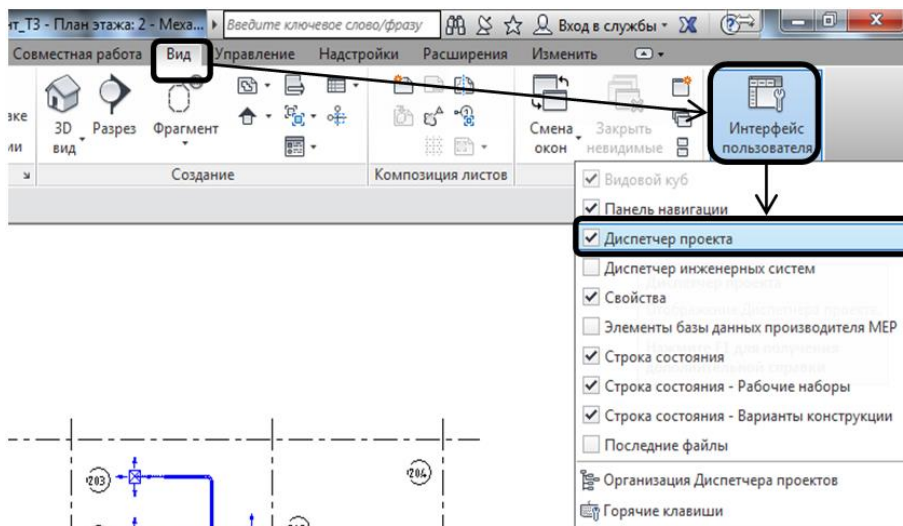 нт_ТЗ - План этажа: 2 - Меха...
Введите ключевое слово/фразу
Вход в службы
Совместная работа Вид Управление Надстройки Расширения Изменить
3D вид
Разрез
Фрагмент
Смена окон
Закрыть невидимые
Интерфейс пользователя
Создание
Композиция листов
Видовой куб
Панель навигации
Диспетчер проекта
Диспетчер инженерных систем
Свойства
Элементы базы данных производителя MEP
Строка состояния
Строка состояния - Рабочие наборы
Строка состояния - Варианты конструкции
Последние файлы
Организация Диспетчера проектов
Горячие клавиши
203
204